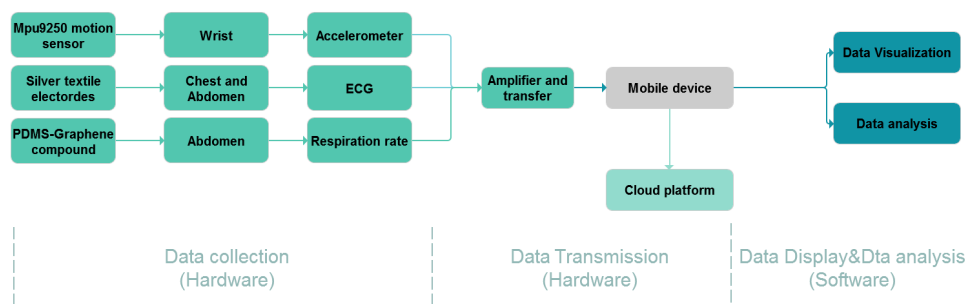 Mpu9250 motion
sensor
Wrist
Accelerometer
Silver textile
electordes
Chest and
Abdomen
ECG
PDMS-Graphene
compound
Abdomen
Respiration rate
Amplifier and
transfer
Mobile device
Cloud platform
Data Visualization
Data analysis
Data collection
(Hardware)
Data Transmission
(Hardware)
Data Display&Dta analysis
(Software)